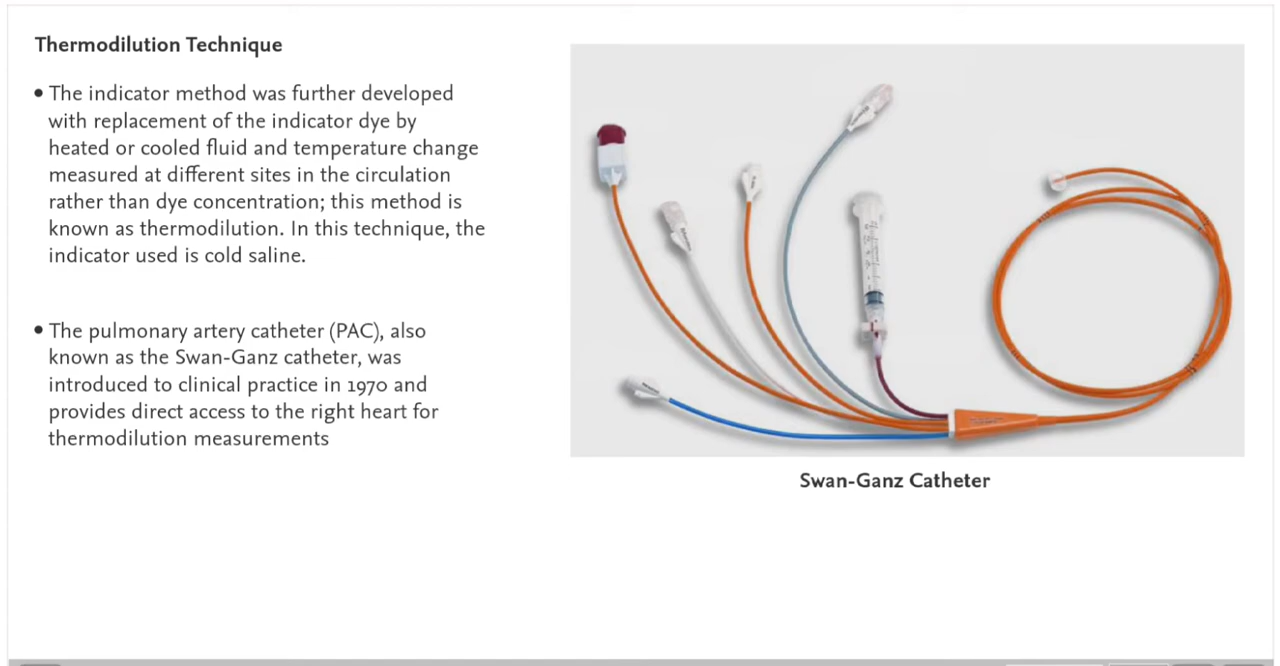 Thermodilution Technique
• The indicator method was further developed
with replacement of the indicator dye by
heated or cooled fluid and temperature change
measured at different sites in the circulation
rather than dye concentration; this method is
known as thermodilution. In this technique, the
indicator used is cold saline.
• The pulmonary artery catheter (PAC), also
known as the Swan-Ganz catheter, was
introduced to clinical practice in 1970 and
provides direct access to the right heart for
thermodilution measurements
Swan-Ganz Catheter